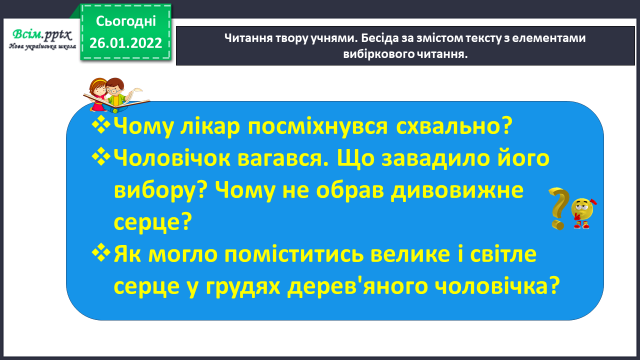 Всім.pptx
Нова українська школа
Сьогодні
26.01.2022
Читання твору учнями. Бесіда за змістом тексту з елементами
вибіркового читання.
❖Чому лікар посміхнувся схвально?
❖Чоловічок вагався. Що завадило його
вибору? Чому не обрав дивовижне
серце?
❖Як могло поміститись велике і світле
серце у грудях дерев'яного чоловічка?